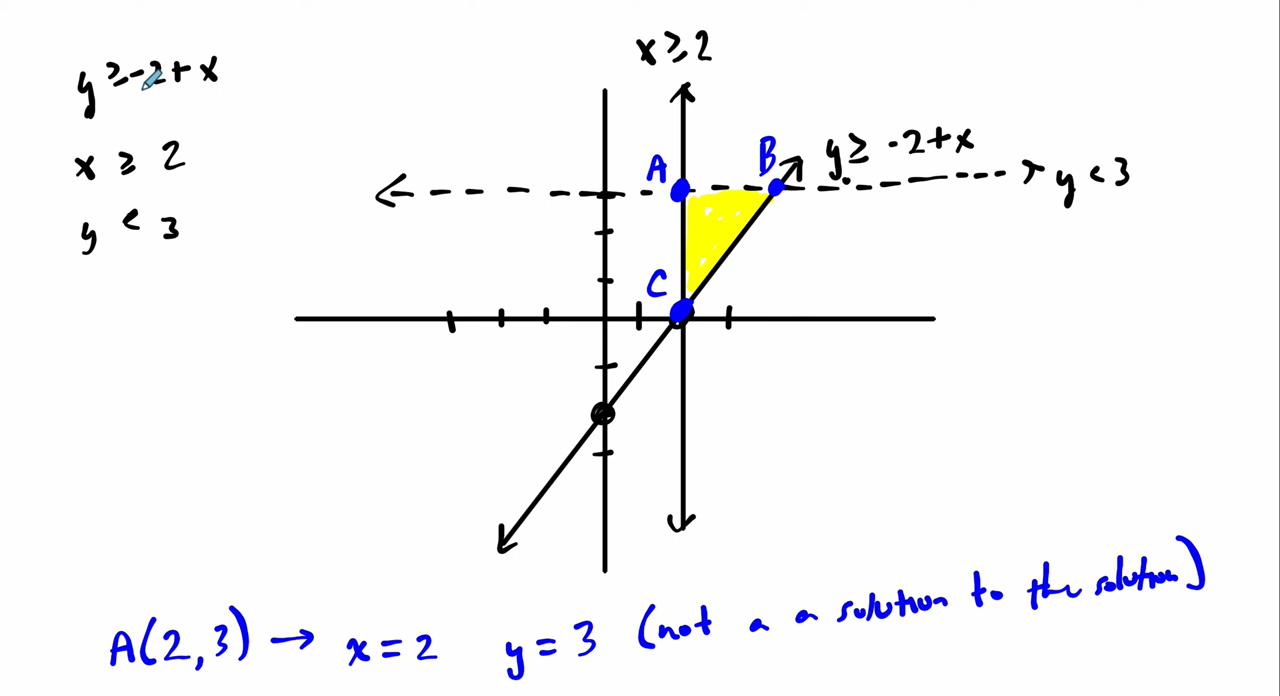 y ≥ -2 + x
x ≥ 2
y < 3
x ≥ 2
A
B
y ≥ -2 + x
y < 3
C
A(2,3) → x = 2 y = 3 (not a a solution to the solution)